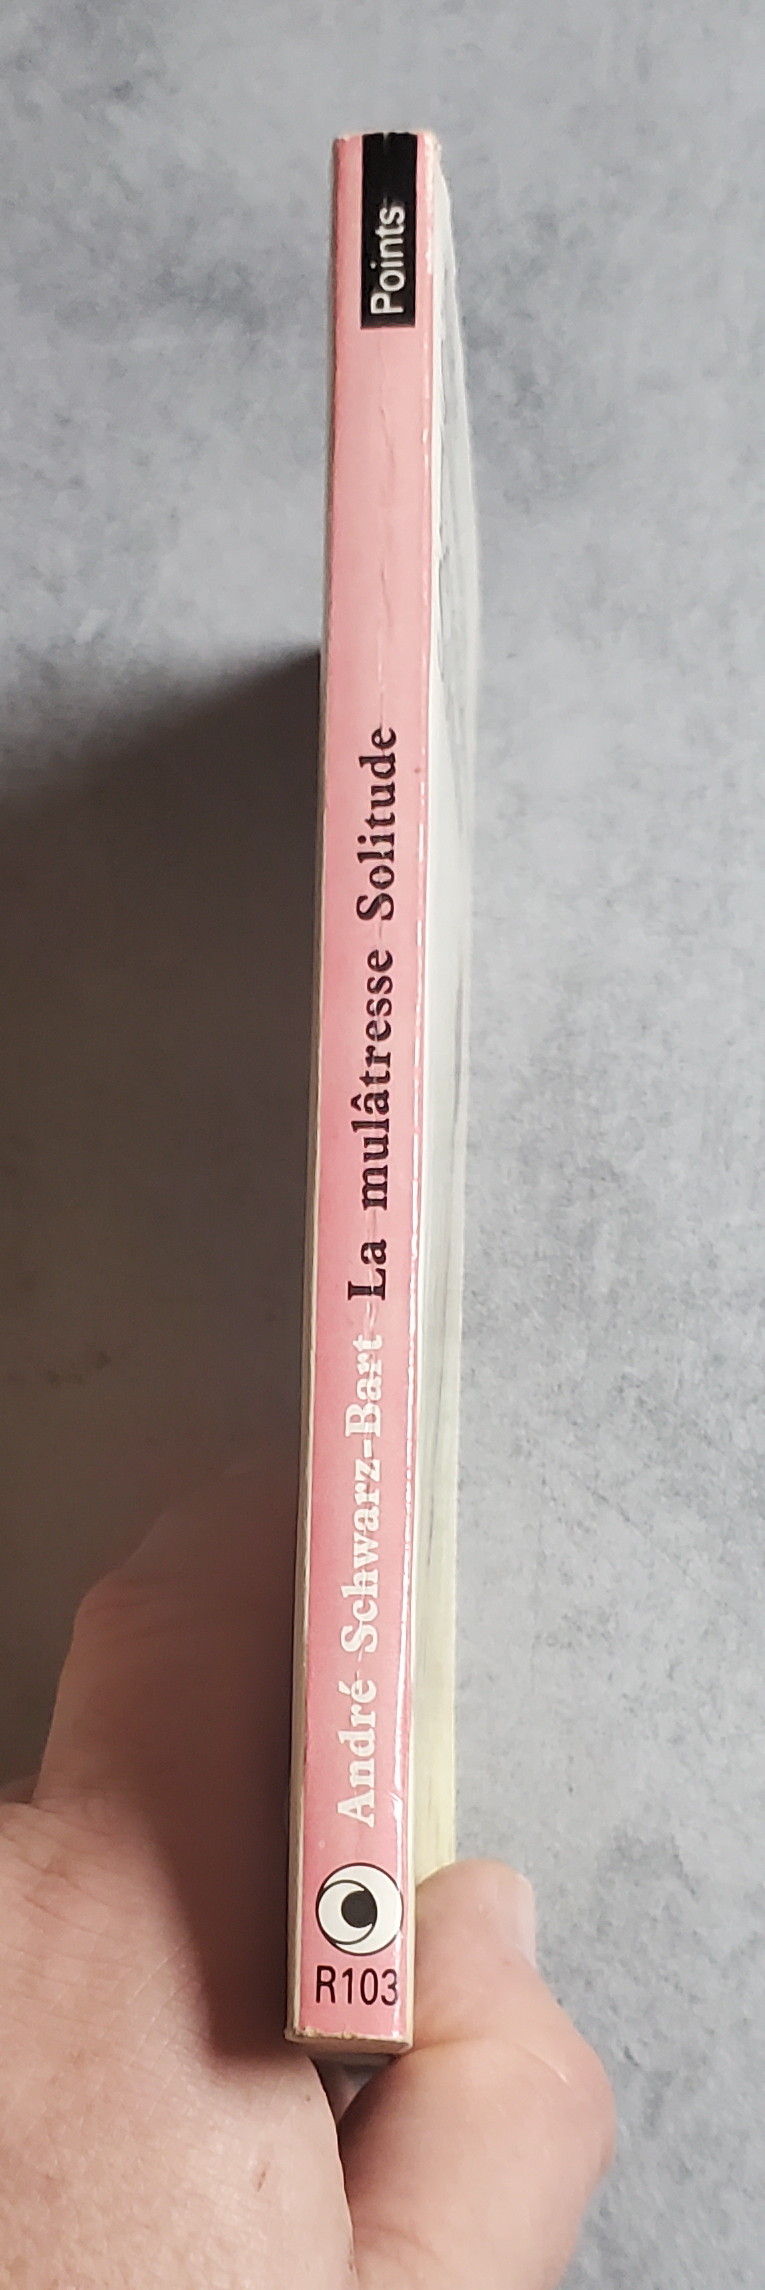 Points
André Schwarz-Bart La mulâtresse Solitude
R103